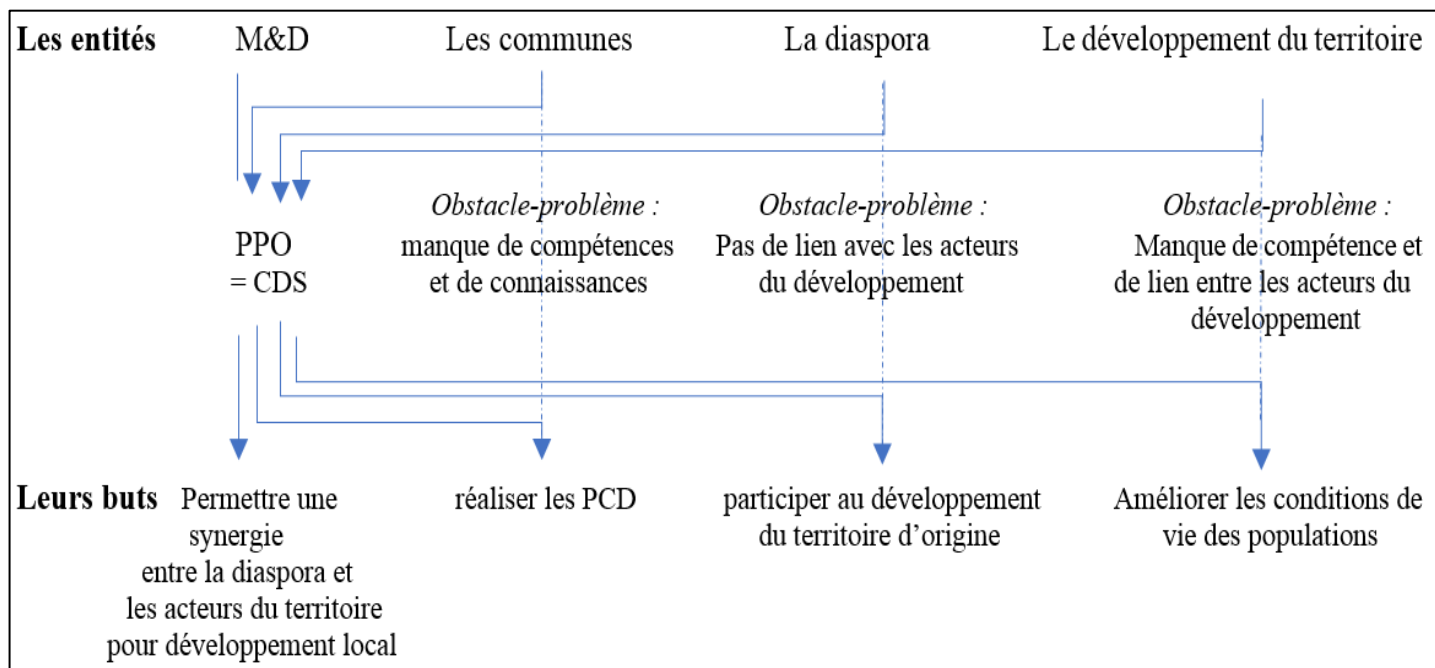 Les entités M&D Les communes La diaspora Le développement du territoire
Obstacle-problème : Obstacle-problème : Obstacle-problème :
PPO manque de compétences Pas de lien avec les acteurs Manque de compétence et
= CDS et de connaissances du développement de lien entre les acteurs du
développement
Leurs buts Permettre une réaliser les PCD participer au développement Améliorer les conditions de
synergie du territoire d’origine vie des populations
entre la diaspora et
les acteurs du territoire
pour développement local